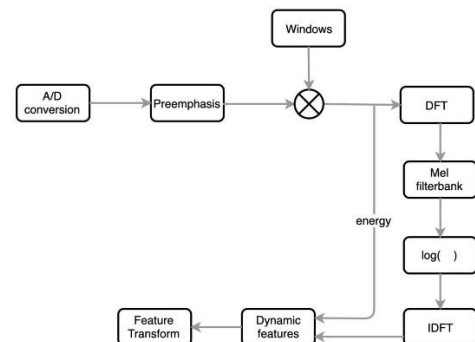 Windows
A/D
conversion
Preemphasis
DFT
Mel
filterbank
energy
log( )
Feature
Transform
Dynamic
features
IDFT